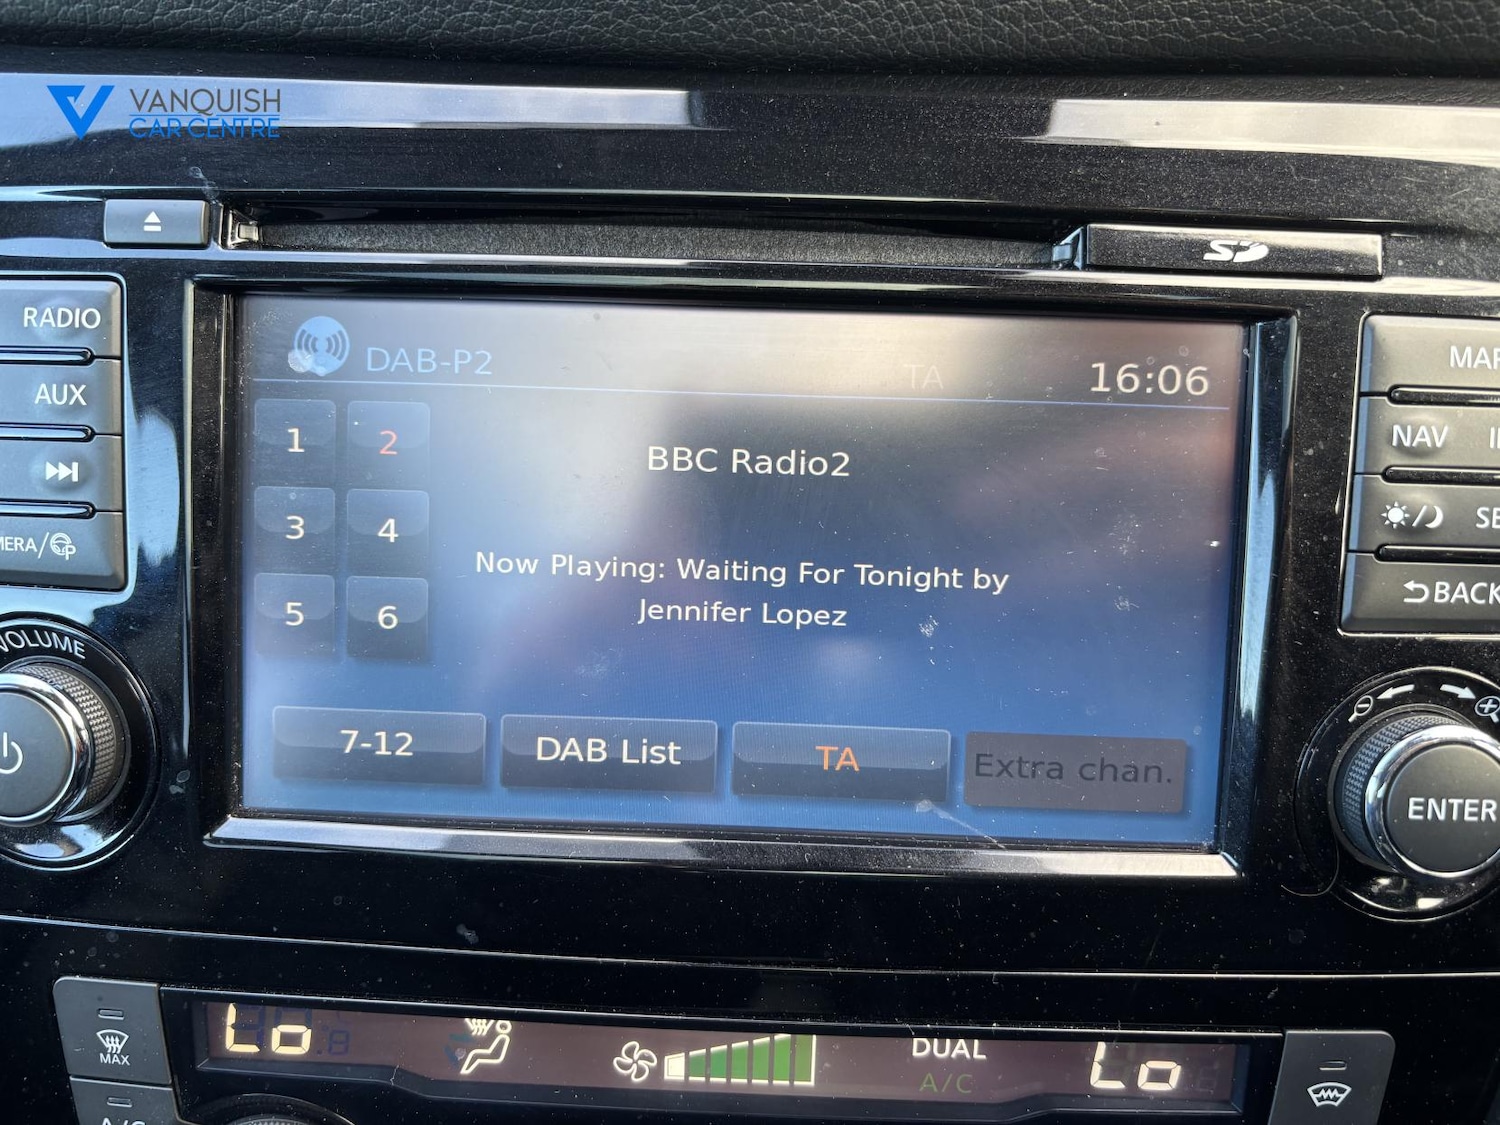 VANQUISH
CAR CENTRE
SD
RADIO
AUX
VOLUME
DAB-P2
TA
16:06
1
2
3
4
5
6
BBC Radio2
Now Playing: Waiting For Tonight by
Jennifer Lopez
7-12
DAB List
TA
Extra chan.
NAV
BACK
ENTER
MAX
Lo
DUAL
A/C
Lo
A/C